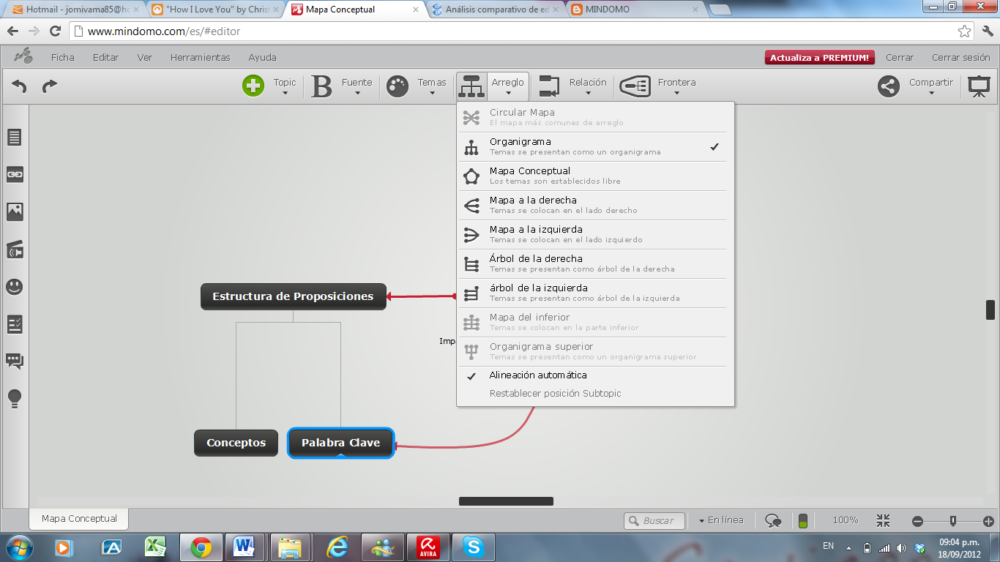 Hotmail - jomivama85@ho
"How I Love You" by Christ
Mapa Conceptual
Análisis comparativo de ed
MINDOMO
www.mindomo.com/es/#editor
Ficha
Editar
Ver
Herramientas
Ayuda
Actualiza a PREMIUM!
Cerrar
Cerrar sesión
Topic
B
Fuente
Temas
Arreglo
Relación
Frontera
Compartir
Circular Mapa
El mapa más comunes de arreglo
Organigrama
Temas se presentan como un organigrama
Mapa Conceptual
Los temas son establecidos libre
Mapa a la derecha
Temas se colocan en el lado derecho
Mapa a la izquierda
Temas se colocan en el lado izquierdo
Árbol de la derecha
Temas se presentan como árbol de la derecha
árbol de la izquierda
Temas se presentan como árbol de la izquierda
Mapa del inferior
Temas se colocan en la parte inferior
Organigrama superior
Temas se presentan como un organigrama superior
Alineación automática
Restablecer posición Subtopic
Estructura de Proposiciones
Impa
Conceptos
Palabra Clave
Mapa Conceptual
Buscar
En línea
100%
AVIRA
EN
09:04 p.m.
18/09/2012